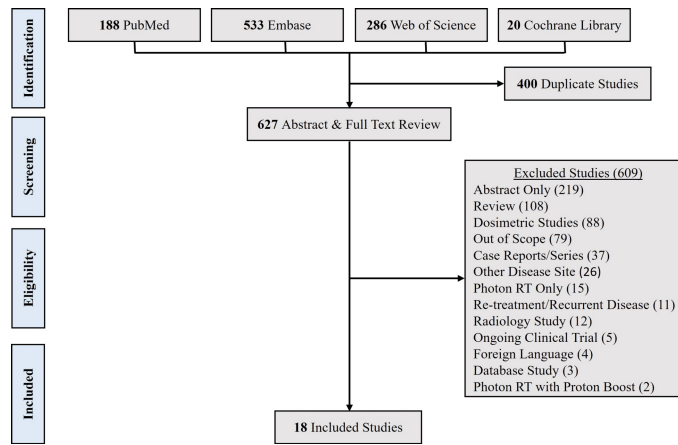 188 PubMed
533 Embase
286 Web of Science
20 Cochrane Library
Identification
400 Duplicate Studies
627 Abstract & Full Text Review
Screening
Excluded Studies (609)
Abstract Only (219)
Review (108)
Dosimetric Studies (88)
Out of Scope (79)
Case Reports/Series (37)
Other Disease Site (26)
Photon RT Only (15)
Re-treatment/Recurrent Disease (11)
Radiology Study (12)
Ongoing Clinical Trial (5)
Foreign Language (4)
Database Study (3)
Photon RT with Proton Boost (2)
Eligibility
Included
18 Included Studies